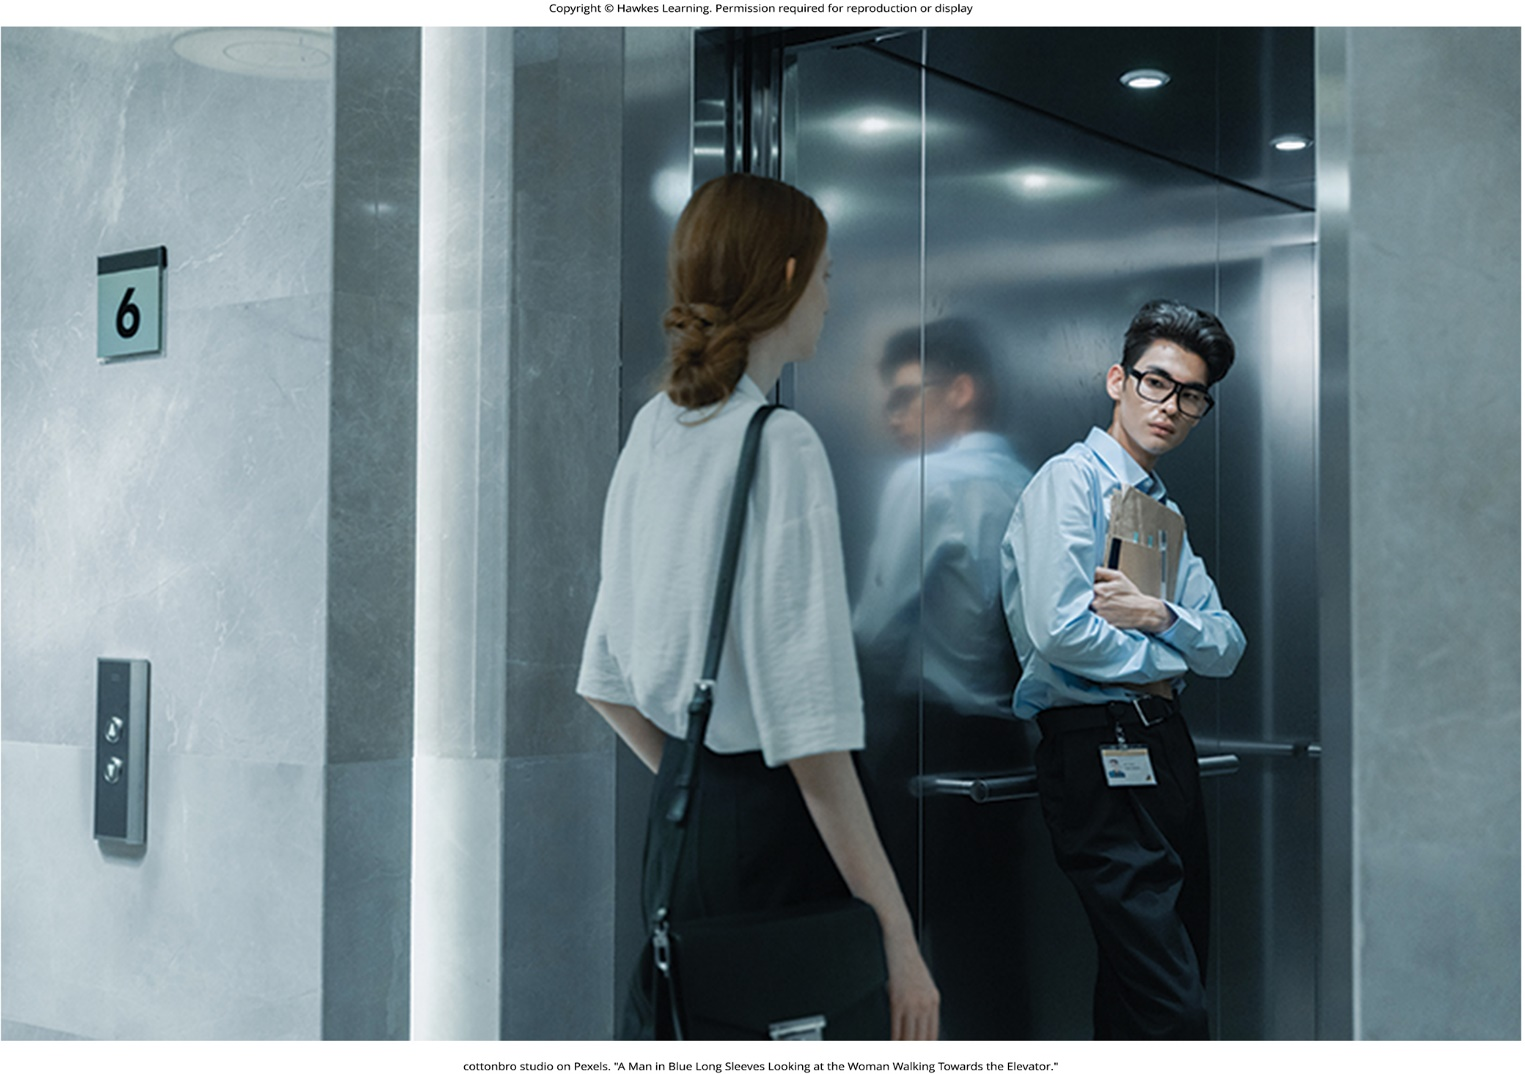 Copyright © Hawkes Learning. Permission required for reproduction or display
6
cottonbro studio on Pexels. "A Man in Blue Long Sleeves Looking at the Woman Walking Towards the Elevator."